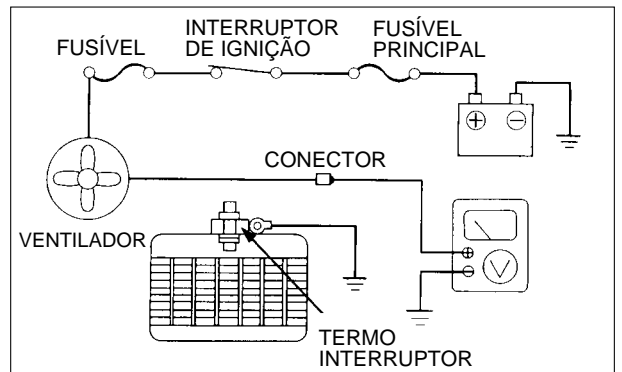 FUSÍVEL
INTERRUPTOR
DE IGNIÇÃO
FUSÍVEL
PRINCIPAL
+ −
CONECTOR
VENTILADOR
+
−
V
TERMO
INTERRUPTOR